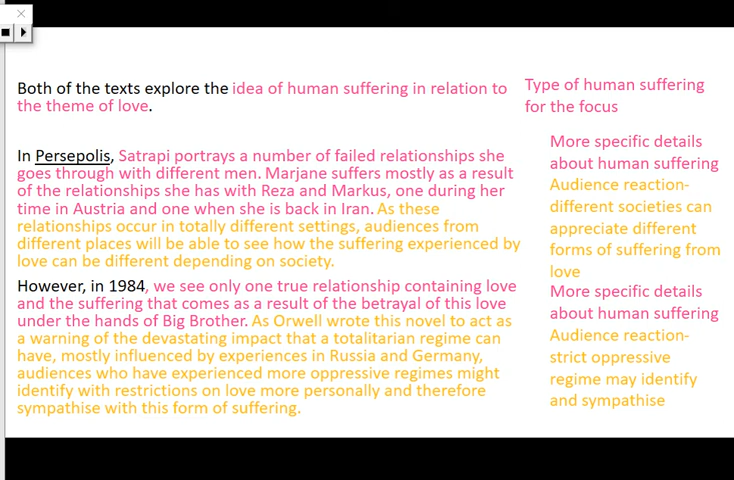 Both of the texts explore the idea of human suffering in relation to
the theme of love.
In Persepolis, Satrapi portrays a number of failed relationships she
goes through with different men. Marjane suffers mostly as a result
of the relationships she has with Reza and Markus, one during her
time in Austria and one when she is back in Iran. As these
relationships occur in totally different settings, audiences from
different places will be able to see how the suffering experienced by
love can be different depending on society.
However, in 1984, we see only one true relationship containing love
and the suffering that comes as a result of the betrayal of this love
under the hands of Big Brother. As Orwell wrote this novel to act as
a warning of the devastating impact that a totalitarian regime can
have, mostly influenced by experiences in Russia and Germany,
audiences who have experienced more oppressive regimes might
identify with restrictions on love more personally and therefore
sympathise with this form of suffering.
Type of human suffering
for the focus
More specific details
about human suffering
Audience reaction-
different societies can
appreciate different
forms of suffering from
love
More specific details
about human suffering
Audience reaction-
strict oppressive
regime may identify
and sympathise